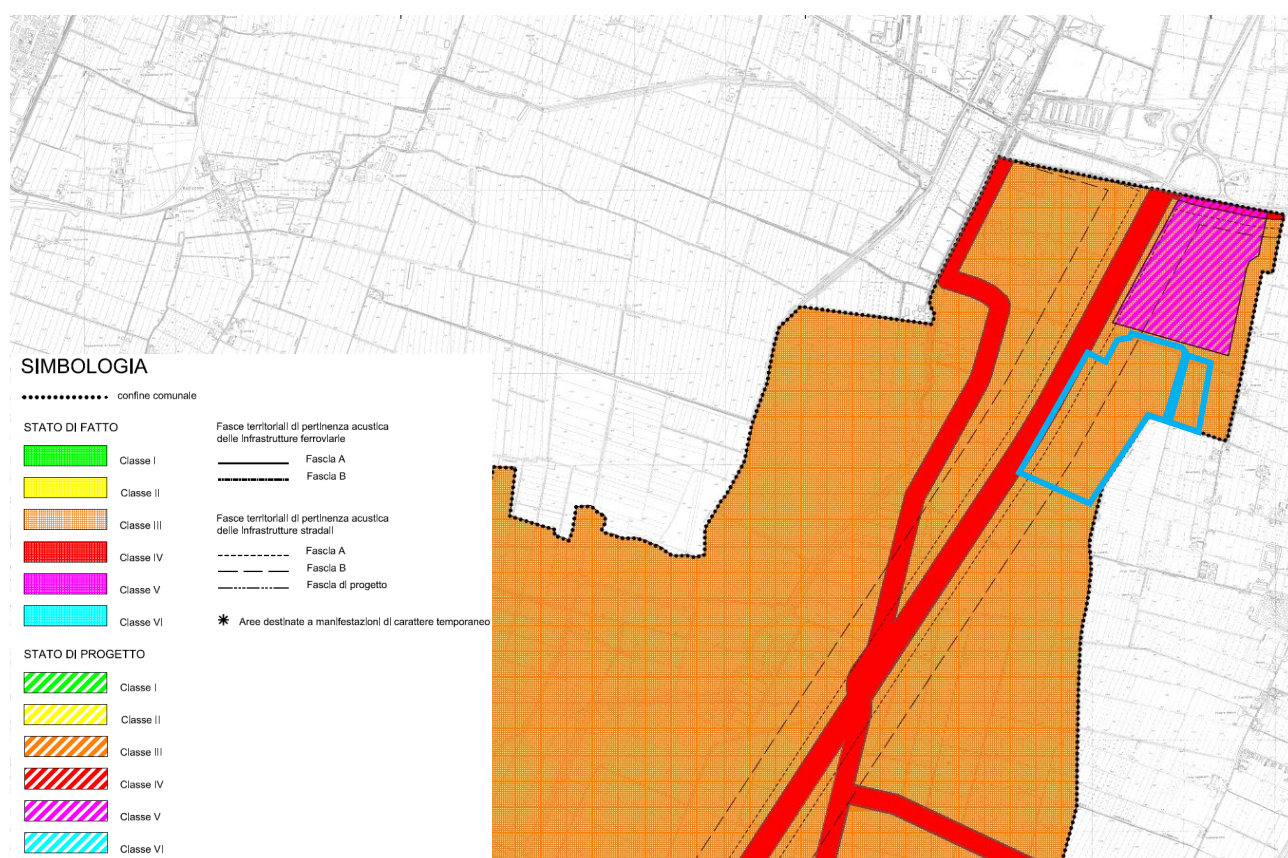 SIMBOLOGIA
confine comunale
STATO DI FATTO
Classe I
Classe II
Classe III
Classe IV
Classe V
Classe VI
Fasce territoriali di pertinenza acustica
delle infrastrutture ferroviarie
Fascia A
Fascia B
Fasce territoriali di pertinenza acustica
delle infrastrutture stradali
Fascia A
Fascia B
Fascia di progetto
Aree destinate a manifestazioni di carattere temporaneo
STATO DI PROGETTO
Classe I
Classe II
Classe III
Classe IV
Classe V
Classe VI